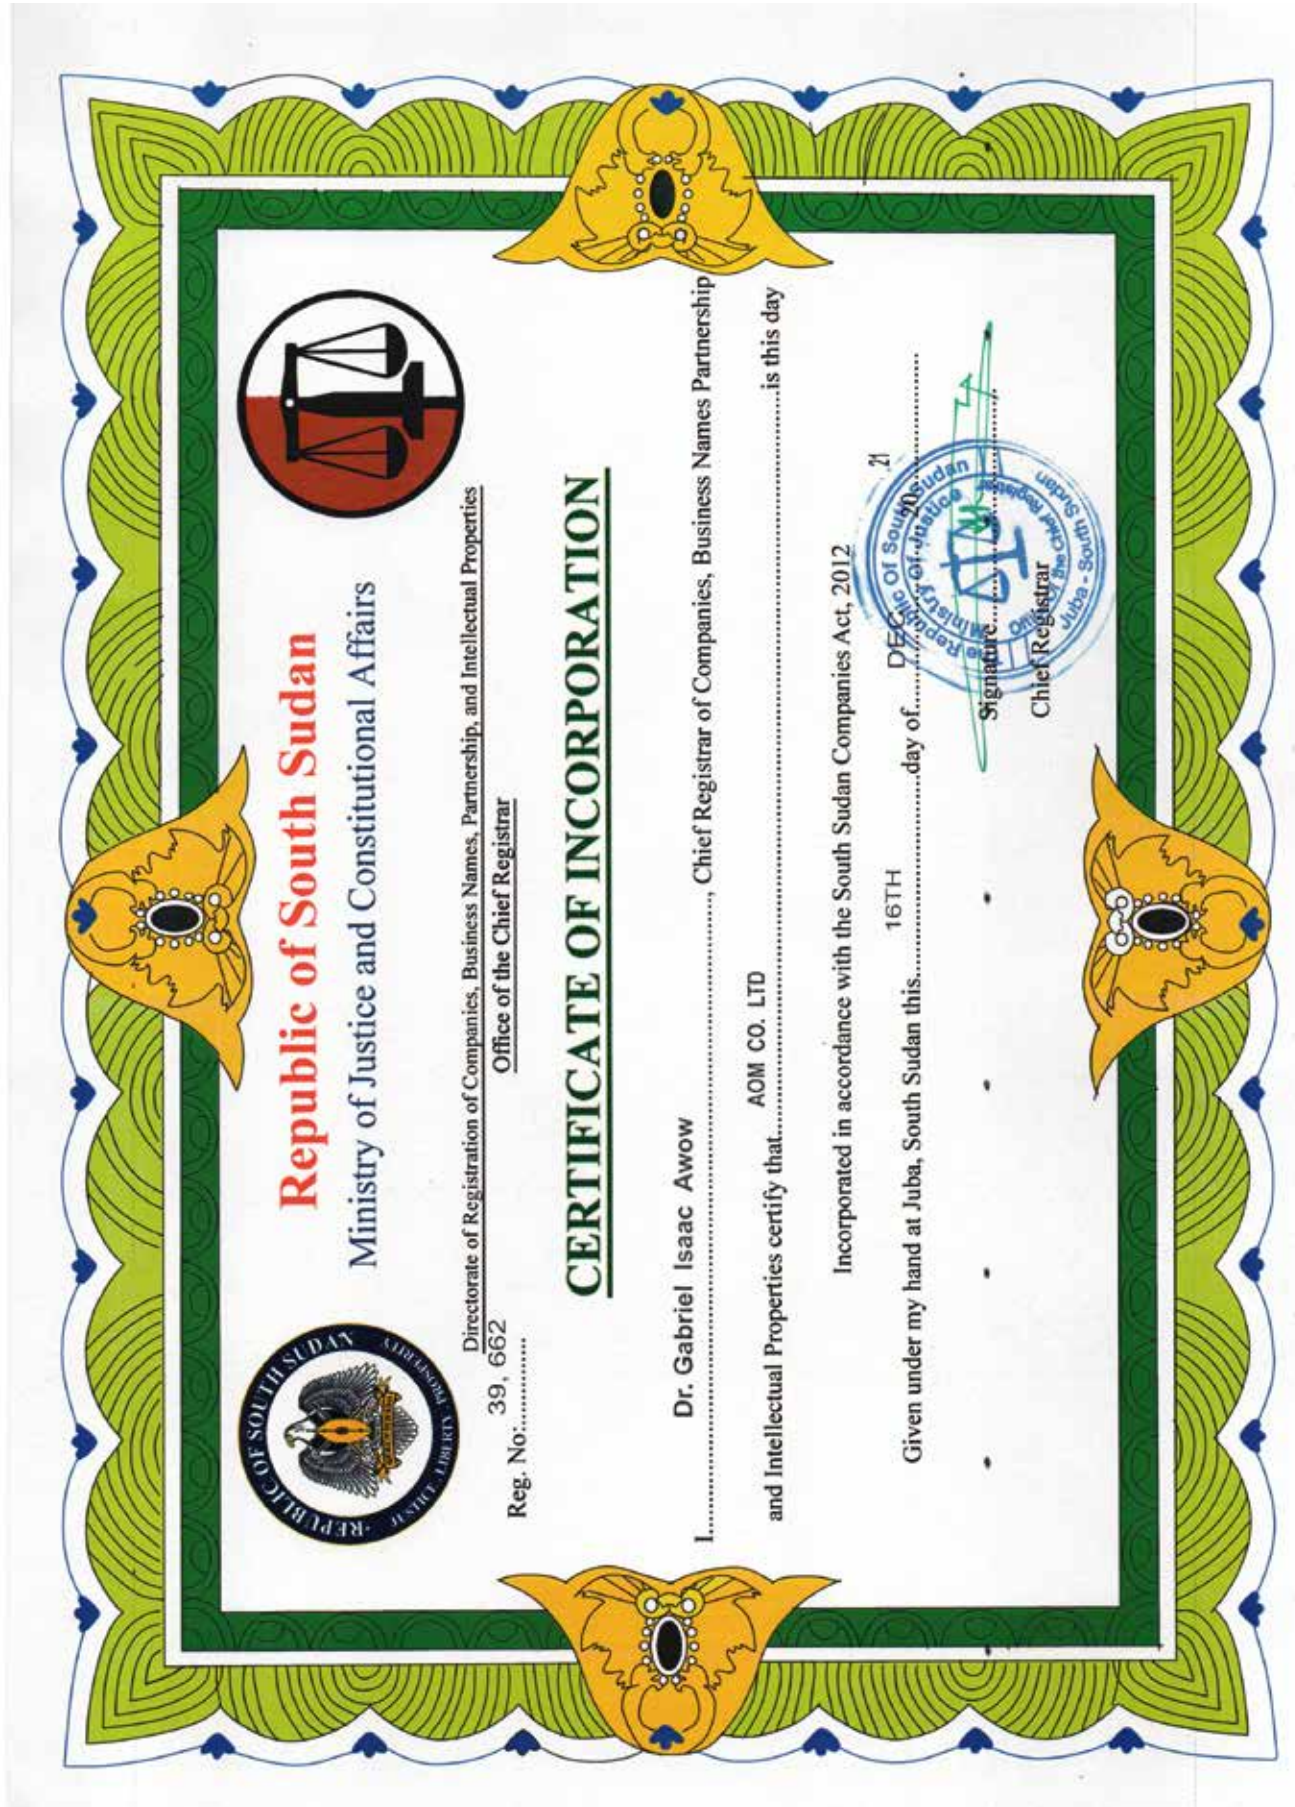 REPUBLIC OF SOUTH SUDAN
JUSTICE · LIBERTY · PROSPERITY
Republic of South Sudan
Ministry of Justice and Constitutional Affairs
Directorate of Registration of Companies, Business Names, Partnership, and Intellectual Properties
Office of the Chief Registrar
Reg. No:............ 39, 662
CERTIFICATE OF INCORPORATION
I.......... Dr. Gabriel Isaac Awow .........., Chief Registrar of Companies, Business Names Partnership
and Intellectual Properties certify that.......... AOM CO. LTD ..........is this day
Incorporated in accordance with the South Sudan Companies Act, 2012
Given under my hand at Juba, South Sudan this.......... 16TH ..........day of.......... DEC .......... 20 21 ..........
Signature....................
Chief Registrar
The Republic Of South Sudan
Ministry Of Justice
Office Of the Chief Registrar
Juba - South Sudan